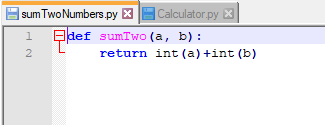 sumTwoNumbers.py Calculator.py
1 def sumTwo(a, b):
2 return int(a)+int(b)